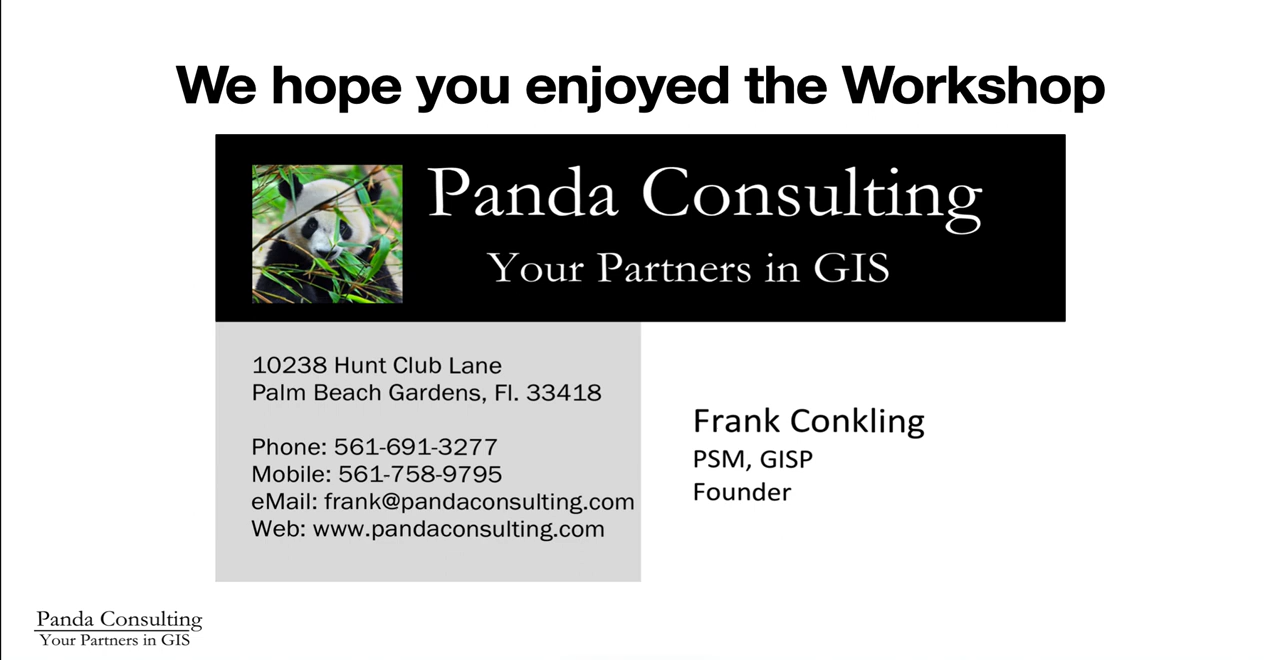 We hope you enjoyed the Workshop
Panda Consulting
Your Partners in GIS
10238 Hunt Club Lane
Palm Beach Gardens, Fl. 33418
Phone: 561-691-3277
Mobile: 561-758-9795
eMail: frank@pandaconsulting.com
Web: www.pandaconsulting.com
Frank Conkling
PSM, GISP
Founder
Panda Consulting
Your Partners in GIS